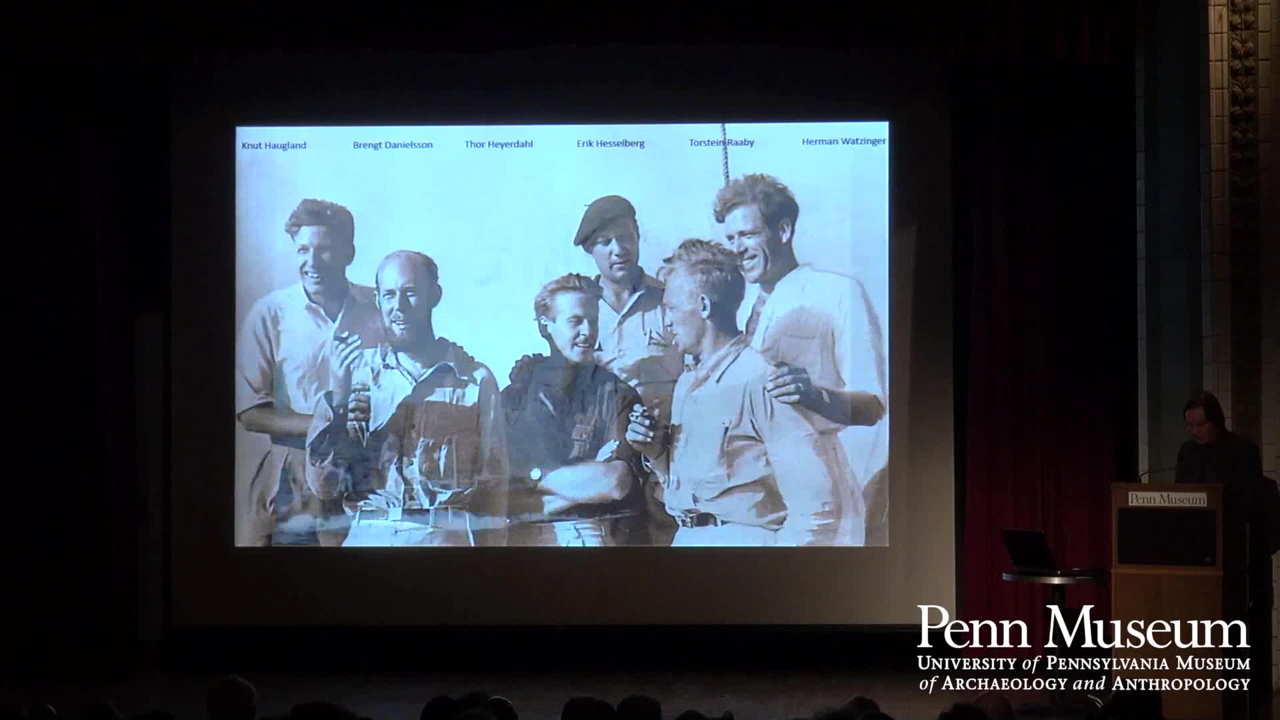 Knut Haugland Brengt Danielsson Thor Heyerdahl Erik Hesselberg Torstein Raaby Herman Watzinger
Penn Museum
Penn Museum
UNIVERSITY of PENNSYLVANIA MUSEUM
of ARCHAEOLOGY and ANTHROPOLOGY